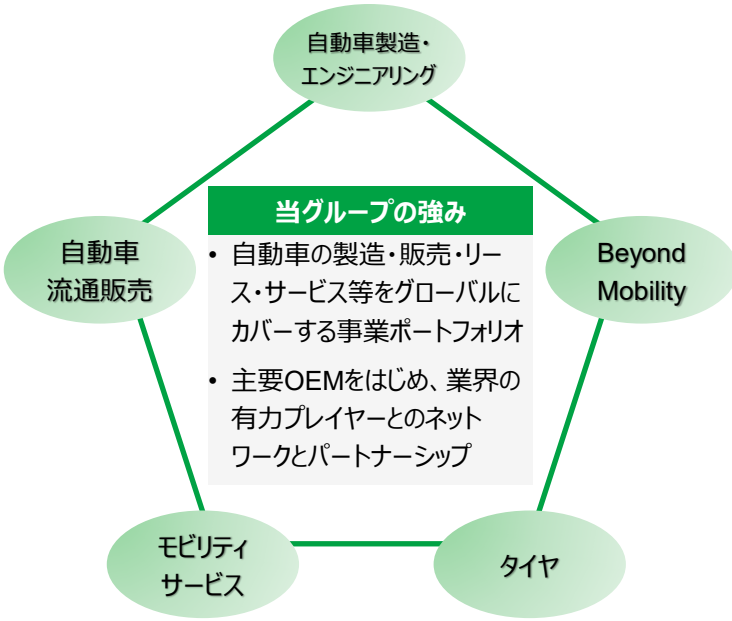 自動車製造・
エンジニアリング
当グループの強み
自動車
流通販売
• 自動車の製造・販売・リー
ス・サービス等をグローバルに
カバーする事業ポートフォリオ
• 主要OEMをはじめ、業界の
有力プレイヤーとのネット
ワークとパートナーシップ
Beyond
Mobility
モビリティ
サービス
タイヤ